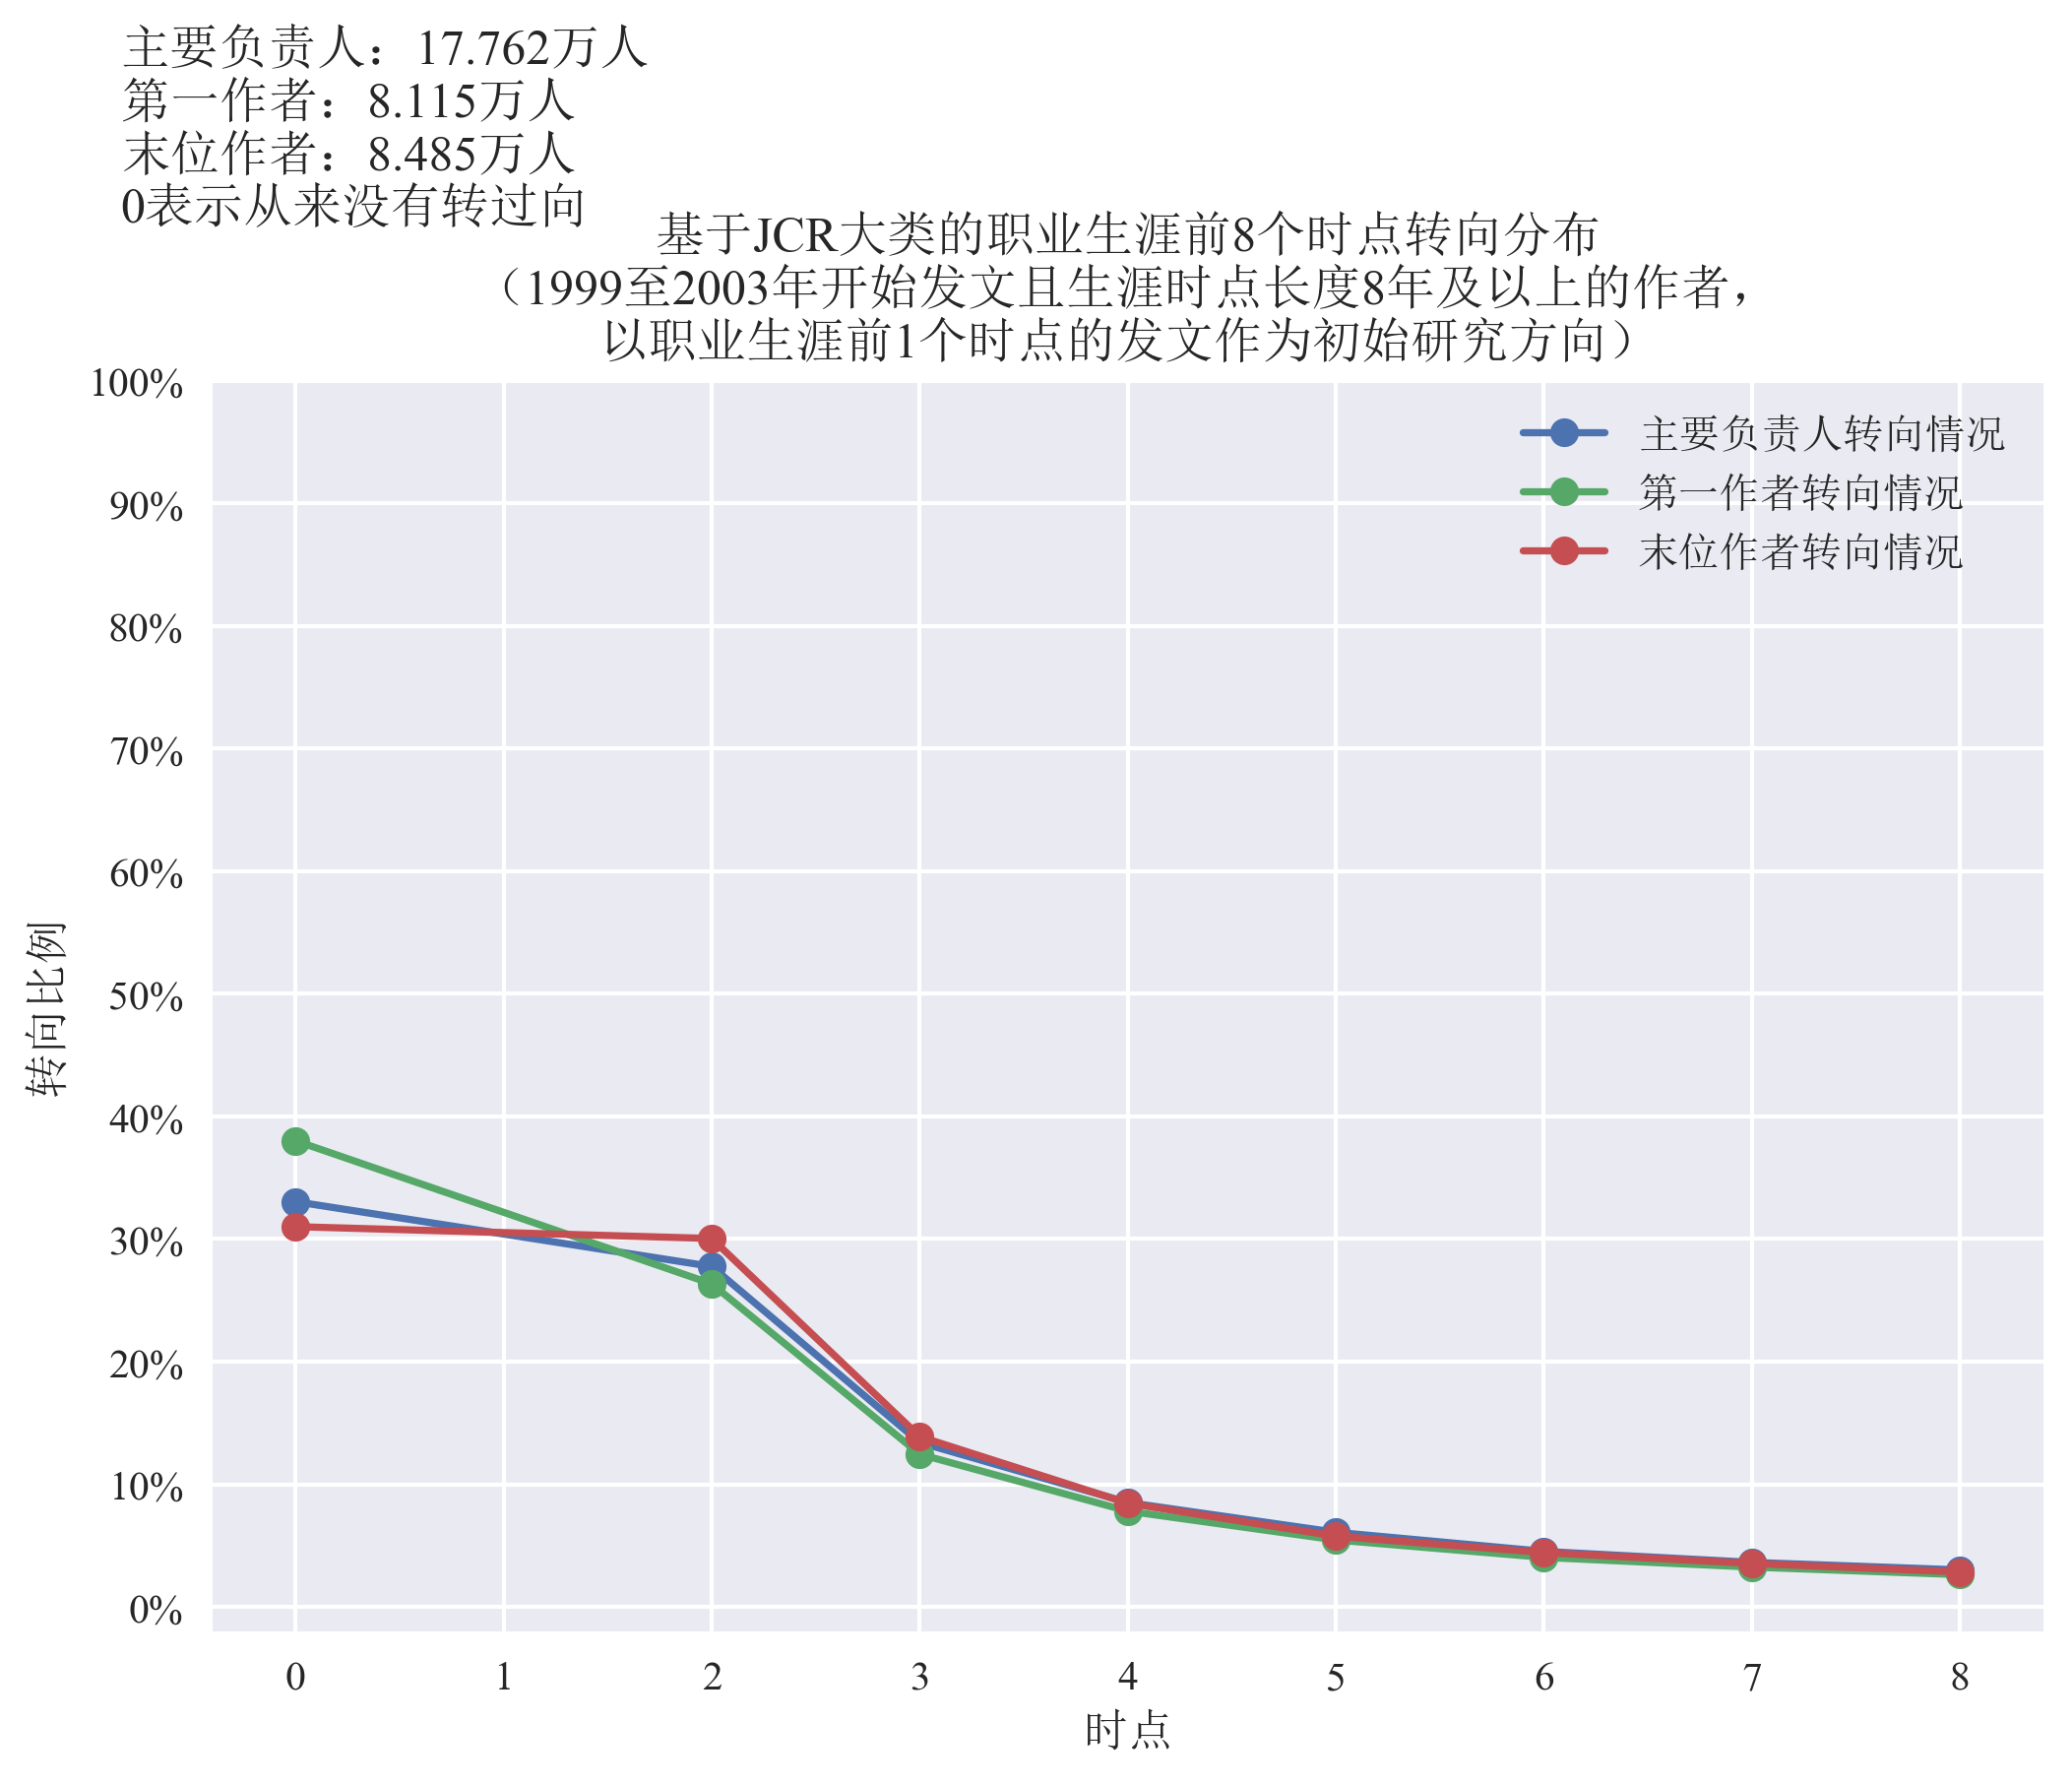 主要负责人：17.762万人
第一作者：8.115万人
末位作者：8.485万人
0表示从来没有转过向
基于JCR大类的职业生涯前8个时点转向分布
（1999至2003年开始发文且生涯时点长度8年及以上的作者，
以职业生涯前1个时点的发文作为初始研究方向）
主要负责人转向情况
第一作者转向情况
末位作者转向情况
转向比例
100%
90%
80%
70%
60%
50%
40%
30%
20%
10%
0%
0 1 2 3 4 5 6 7 8
时点